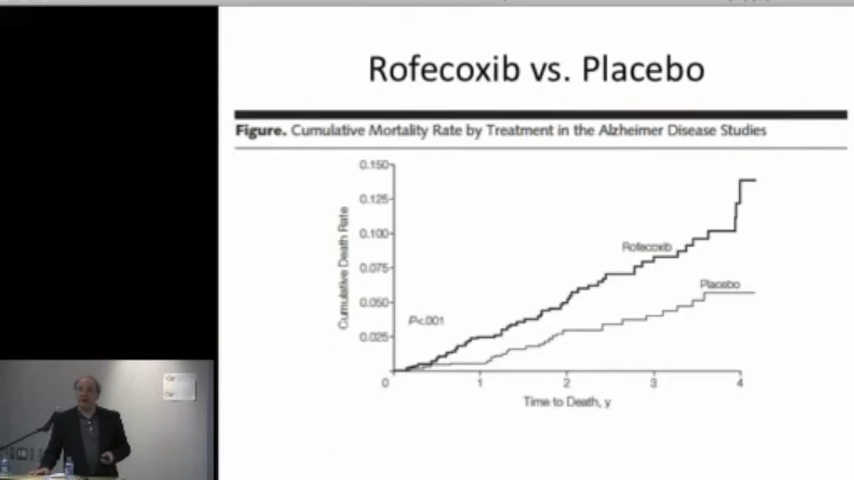 Rofecoxib vs. Placebo
Figure. Cumulative Mortality Rate by Treatment in the Alzheimer Disease Studies
0.150
0.125
0.100
0.075
0.050
0.025
0
Cumulative Death Rate
Rofecoxib
Placebo
P<.001
1
2
3
4
Time to Death, y